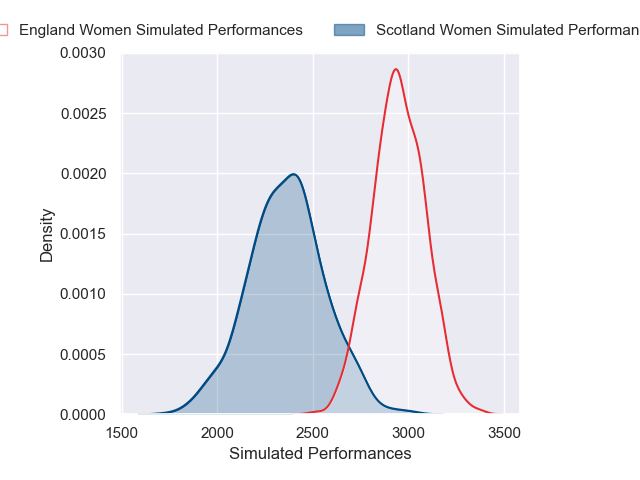 England Women Simulated Performances Scotland Women Simulated Performan
0.0030
0.0025
0.0020
0.0015
0.0010
0.0005
0.0000
Density
1500 2000 2500 3000 3500
Simulated Performances